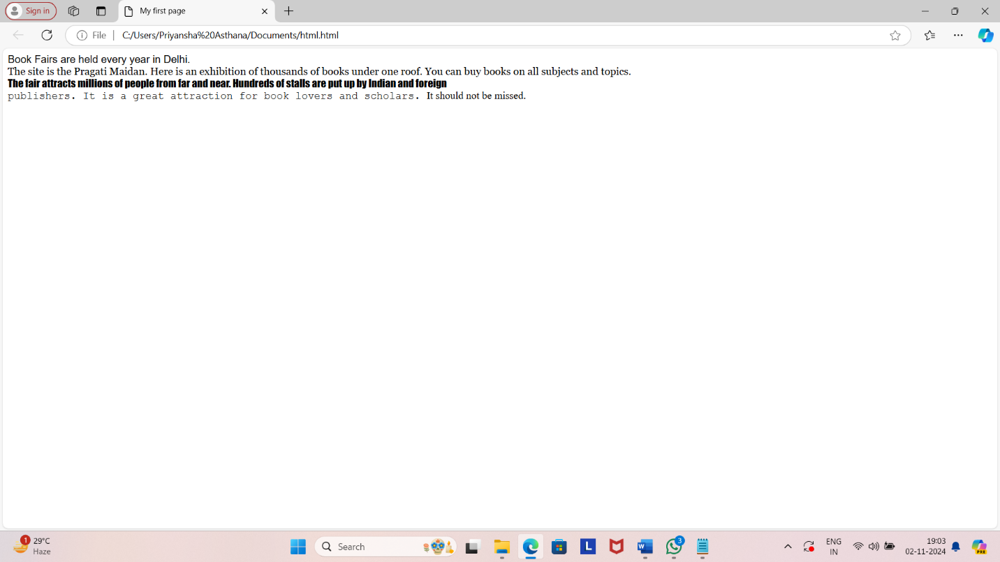 Sign in
My first page
File
C:/Users/Priyansha%20Asthana/Documents/html.html
Book Fairs are held every year in Delhi.
The site is the Pragati Maidan. Here is an exhibition of thousands of books under one roof. You can buy books on all subjects and topics.
The fair attracts millions of people from far and near. Hundreds of stalls are put up by Indian and foreign
publishers. It is a great attraction for book lovers and scholars. It should not be missed.
1
29°C
Haze
Search
L
W
3
ENG
IN
19:03
02-11-2024
PRE